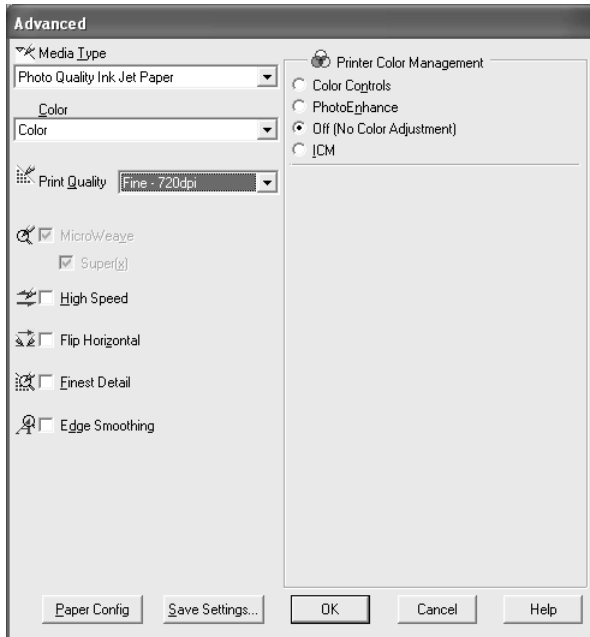 Advanced
Media Type
Photo Quality Ink Jet Paper
Color
Color
Print Quality
Fine - 720dpi
MicroWeave
Super(x)
High Speed
Flip Horizontal
Finest Detail
Edge Smoothing
Printer Color Management
Color Controls
PhotoEnhance
Off (No Color Adjustment)
ICM
Paper Config
Save Settings...
OK
Cancel
Help